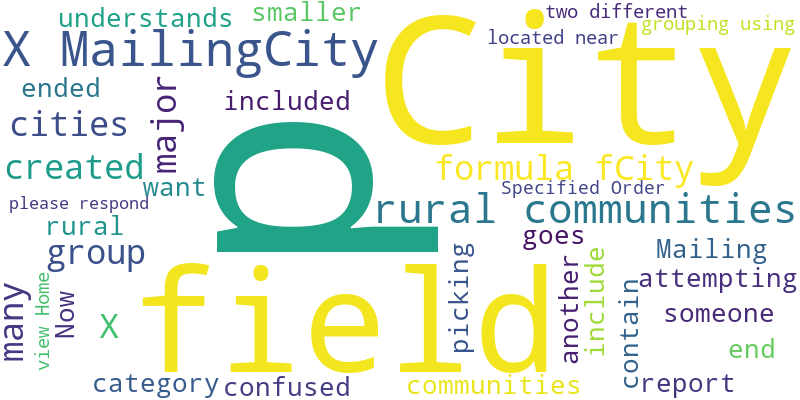 understands
smaller
two different
grouping using
X MailingCity
City
located near
ended
included
major
cities
p
created
want
formula fCity
Specified Order
please respond
rural communities
rural
group
goes
Mailing
many
view Home
Now
X
field
picking
another
include
contain
attempting
someone
end
category
confused
communities
report